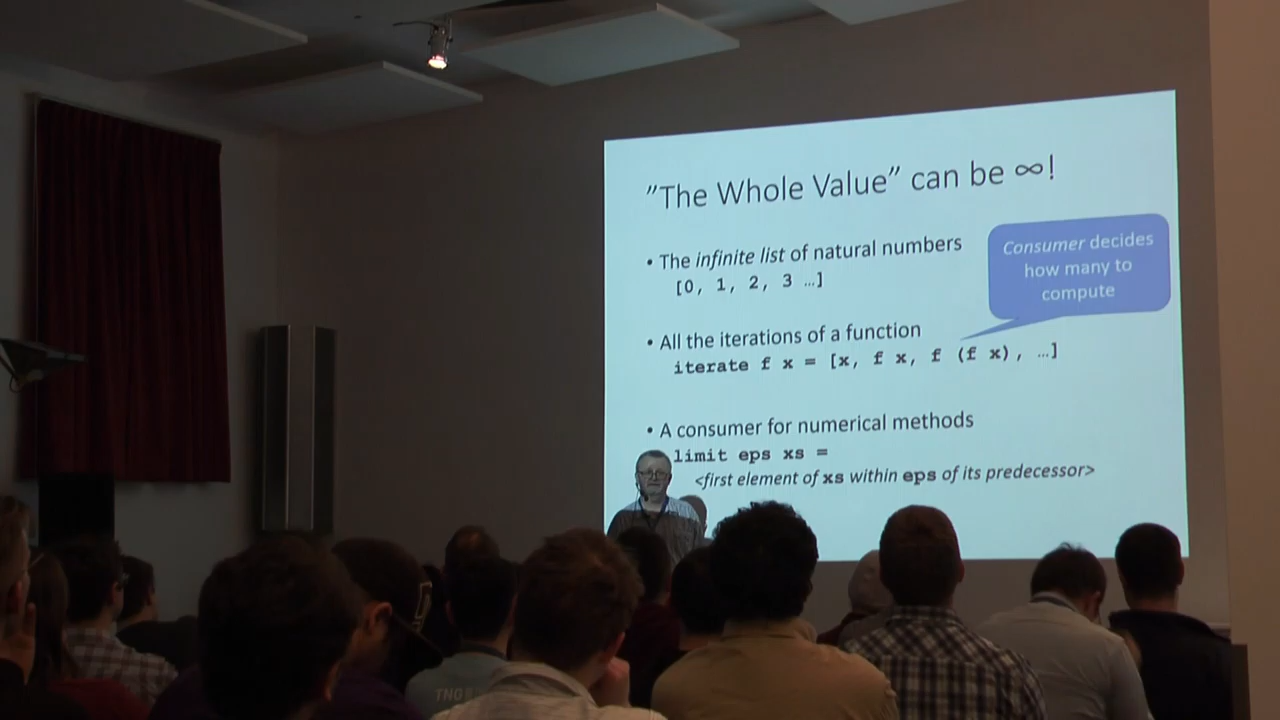 ”The Whole Value” can be ∞!
• The infinite list of natural numbers
[0, 1, 2, 3 …]
Consumer decides
how many to
compute
• All the iterations of a function
iterate f x = [x, f x, f (f x), …]
• A consumer for numerical methods
limit eps xs =
<first element of xs within eps of its predecessor>
TNG